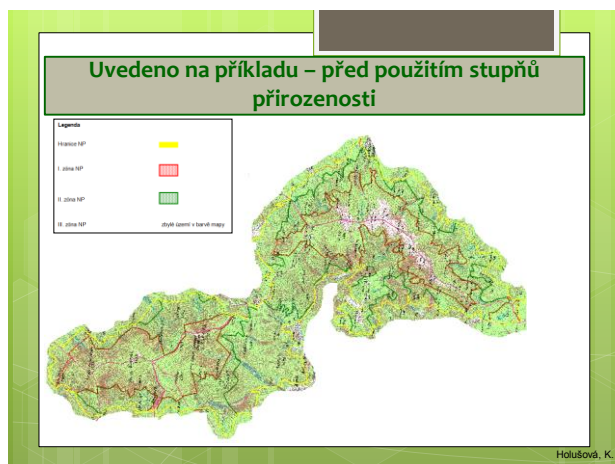 Uvedeno na příkladu – před použitím stupňů
přirozenosti
Legenda
Hranice NP
I. zóna NP
II. zóna NP
III. zóna NP zbylé území v barvě mapy
Holušová, K.